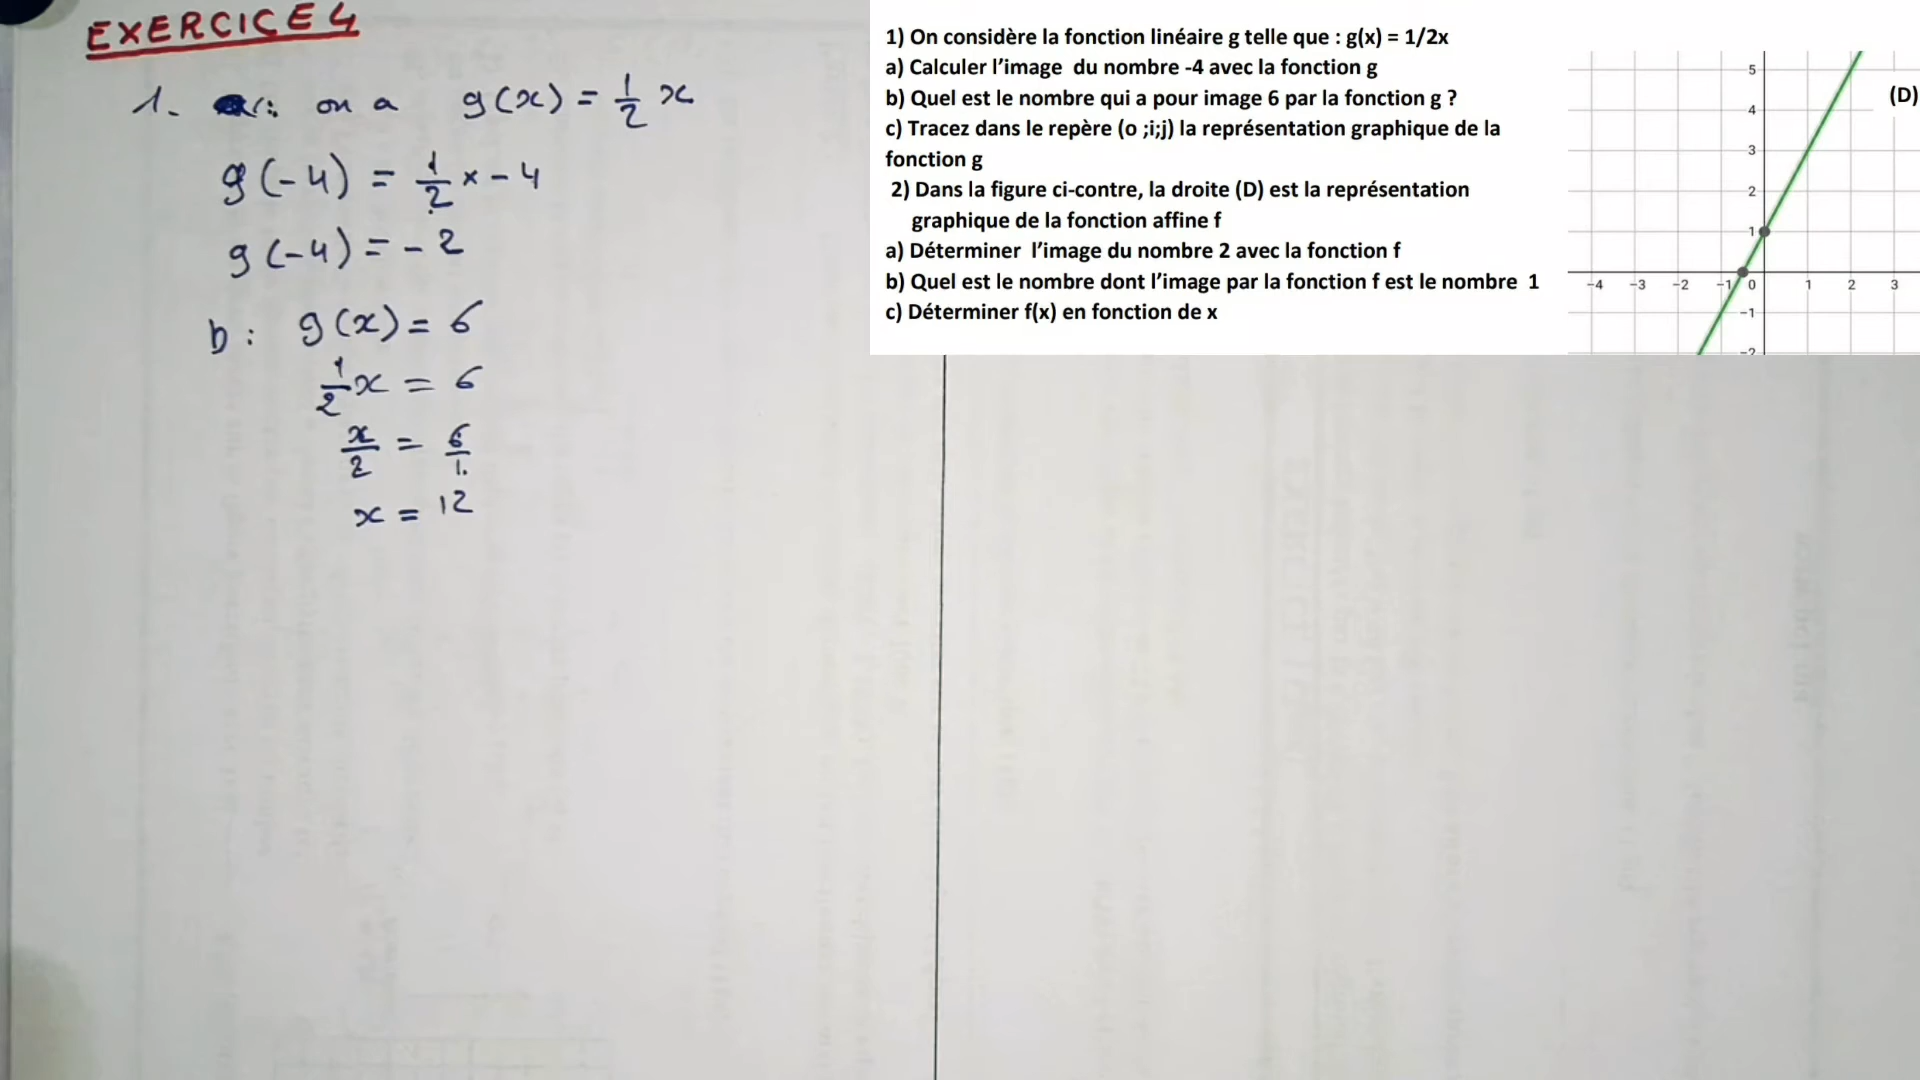 EXERCICE 4
1. a: on a g(x) = 1/2 x
g(-4) = 1/2 x - 4
g(-4) = - 2
b: g(x) = 6
1/2 x = 6
x/2 = 6/1
x = 12
1) On considère la fonction linéaire g telle que : g(x) = 1/2x
a) Calculer l’image du nombre -4 avec la fonction g
b) Quel est le nombre qui a pour image 6 par la fonction g ?
c) Tracez dans le repère (o ;i;j) la représentation graphique de la
fonction g
2) Dans la figure ci-contre, la droite (D) est la représentation
graphique de la fonction affine f
a) Déterminer l’image du nombre 2 avec la fonction f
b) Quel est le nombre dont l’image par la fonction f est le nombre 1
c) Déterminer f(x) en fonction de x
(D)
5
4
3
2
1
-4 -3 -2 -1 0 1 2 3
-1
-2